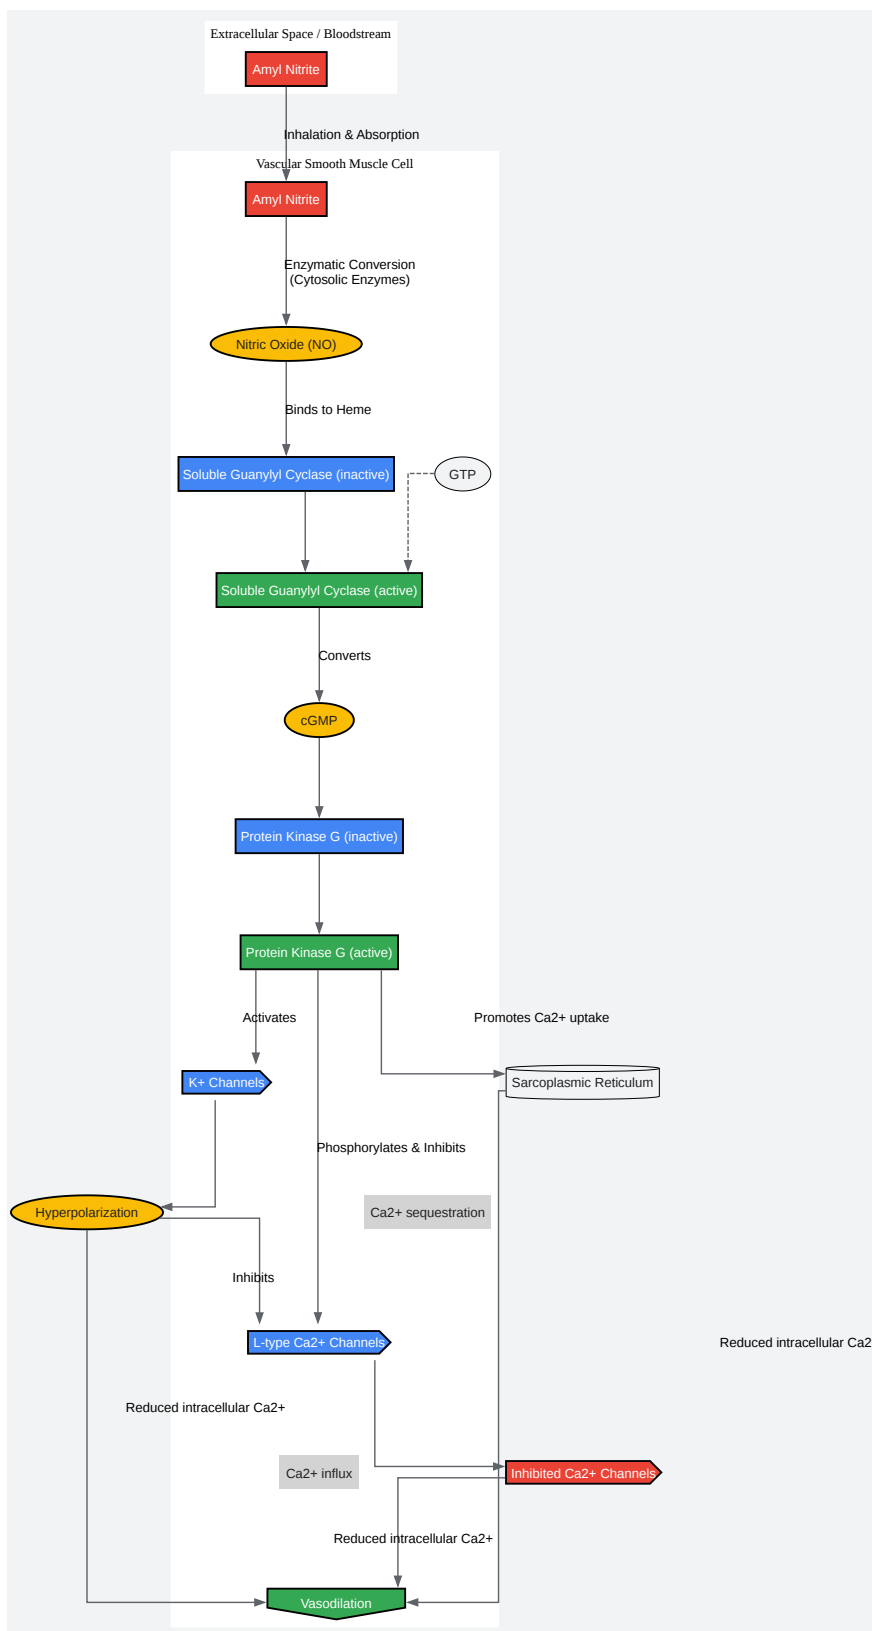 Extracellular Space / Bloodstream
Amyl Nitrite
Inhalation & Absorption
Vascular Smooth Muscle Cell
Amyl Nitrite
Enzymatic Conversion
(Cytosolic Enzymes)
Nitric Oxide (NO)
Binds to Heme
Soluble Guanylyl Cyclase (inactive)
GTP
Soluble Guanylyl Cyclase (active)
Converts
cGMP
Protein Kinase G (inactive)
Protein Kinase G (active)
Activates
Promotes Ca2+ uptake
K+ Channels
Sarcoplasmic Reticulum
Phosphorylates & Inhibits
Hyperpolarization
Ca2+ sequestration
Inhibits
L-type Ca2+ Channels
Reduced intracellular Ca2
Reduced intracellular Ca2+
Ca2+ influx
Inhibited Ca2+ Channels
Reduced intracellular Ca2+
Vasodilation